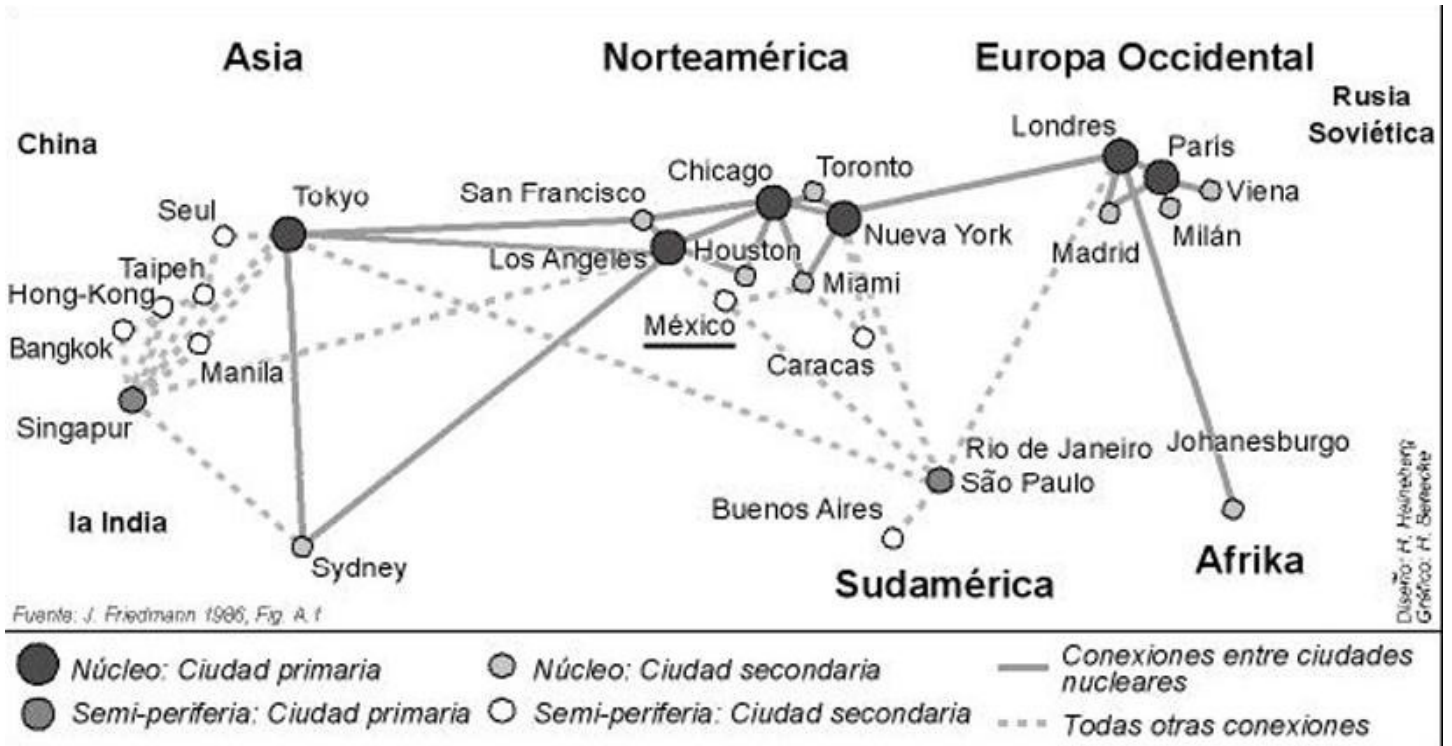 Asia
Norteamérica
Europa Occidental
Rusia
Soviética
China
Londres
París
Chicago
Toronto
San Francisco
Tokyo
Seul
Viena
Nueva York
Milán
Madrid
Houston
Los Angeles
Taipeh
Hong-Kong
Miami
México
Bangkok
Manila
Caracas
Singapur
Rio de Janeiro
São Paulo
Johanesburgo
Buenos Aires
la India
Sydney
Sudamérica
Afrika
Diseño: H. Heineberg
Gráfico: H. Benecke
Fuente: J. Friedmann 1986, Fig. A.1
Núcleo: Ciudad primaria
Núcleo: Ciudad secondaria
Conexiones entre ciudades
nucleares
Semi-periferia: Ciudad primaria
Semi-periferia: Ciudad secondaria
Todas otras conexiones